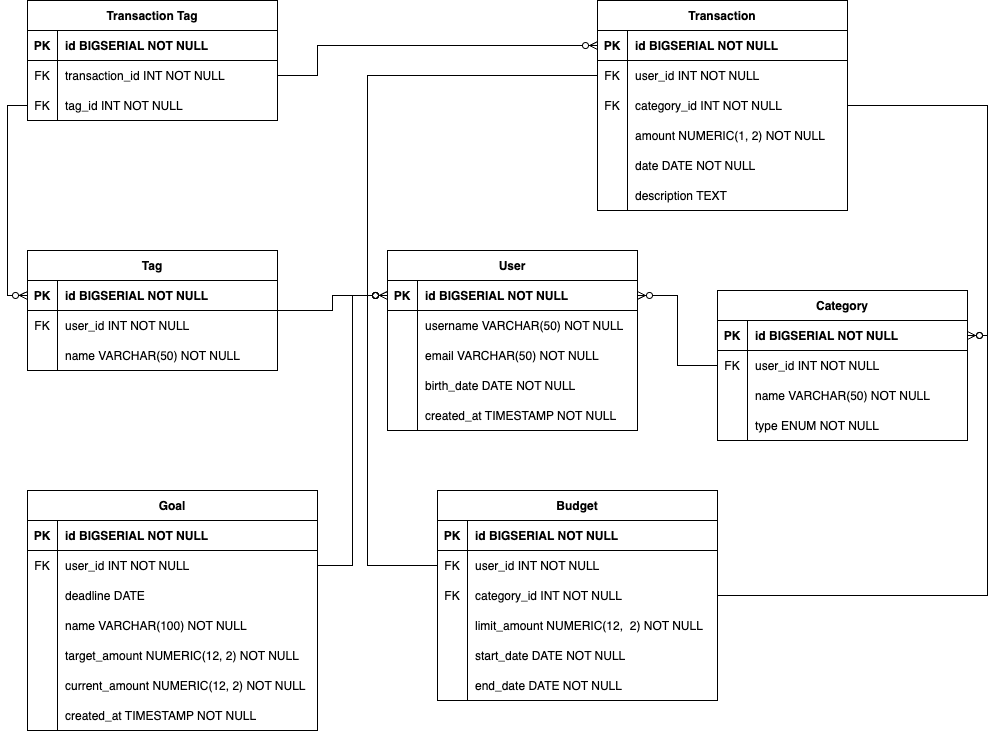 Transaction Tag
PK id BIGSERIAL NOT NULL
FK transaction_id INT NOT NULL
FK tag_id INT NOT NULL
Transaction
PK id BIGSERIAL NOT NULL
FK user_id INT NOT NULL
FK category_id INT NOT NULL
amount NUMERIC(1, 2) NOT NULL
date DATE NOT NULL
description TEXT
Tag
PK id BIGSERIAL NOT NULL
FK user_id INT NOT NULL
name VARCHAR(50) NOT NULL
User
PK id BIGSERIAL NOT NULL
username VARCHAR(50) NOT NULL
email VARCHAR(50) NOT NULL
birth_date DATE NOT NULL
created_at TIMESTAMP NOT NULL
Category
PK id BIGSERIAL NOT NULL
FK user_id INT NOT NULL
name VARCHAR(50) NOT NULL
type ENUM NOT NULL
Goal
PK id BIGSERIAL NOT NULL
FK user_id INT NOT NULL
deadline DATE
name VARCHAR(100) NOT NULL
target_amount NUMERIC(12, 2) NOT NULL
current_amount NUMERIC(12, 2) NOT NULL
created_at TIMESTAMP NOT NULL
Budget
PK id BIGSERIAL NOT NULL
FK user_id INT NOT NULL
FK category_id INT NOT NULL
limit_amount NUMERIC(12,  2) NOT NULL
start_date DATE NOT NULL
end_date DATE NOT NULL